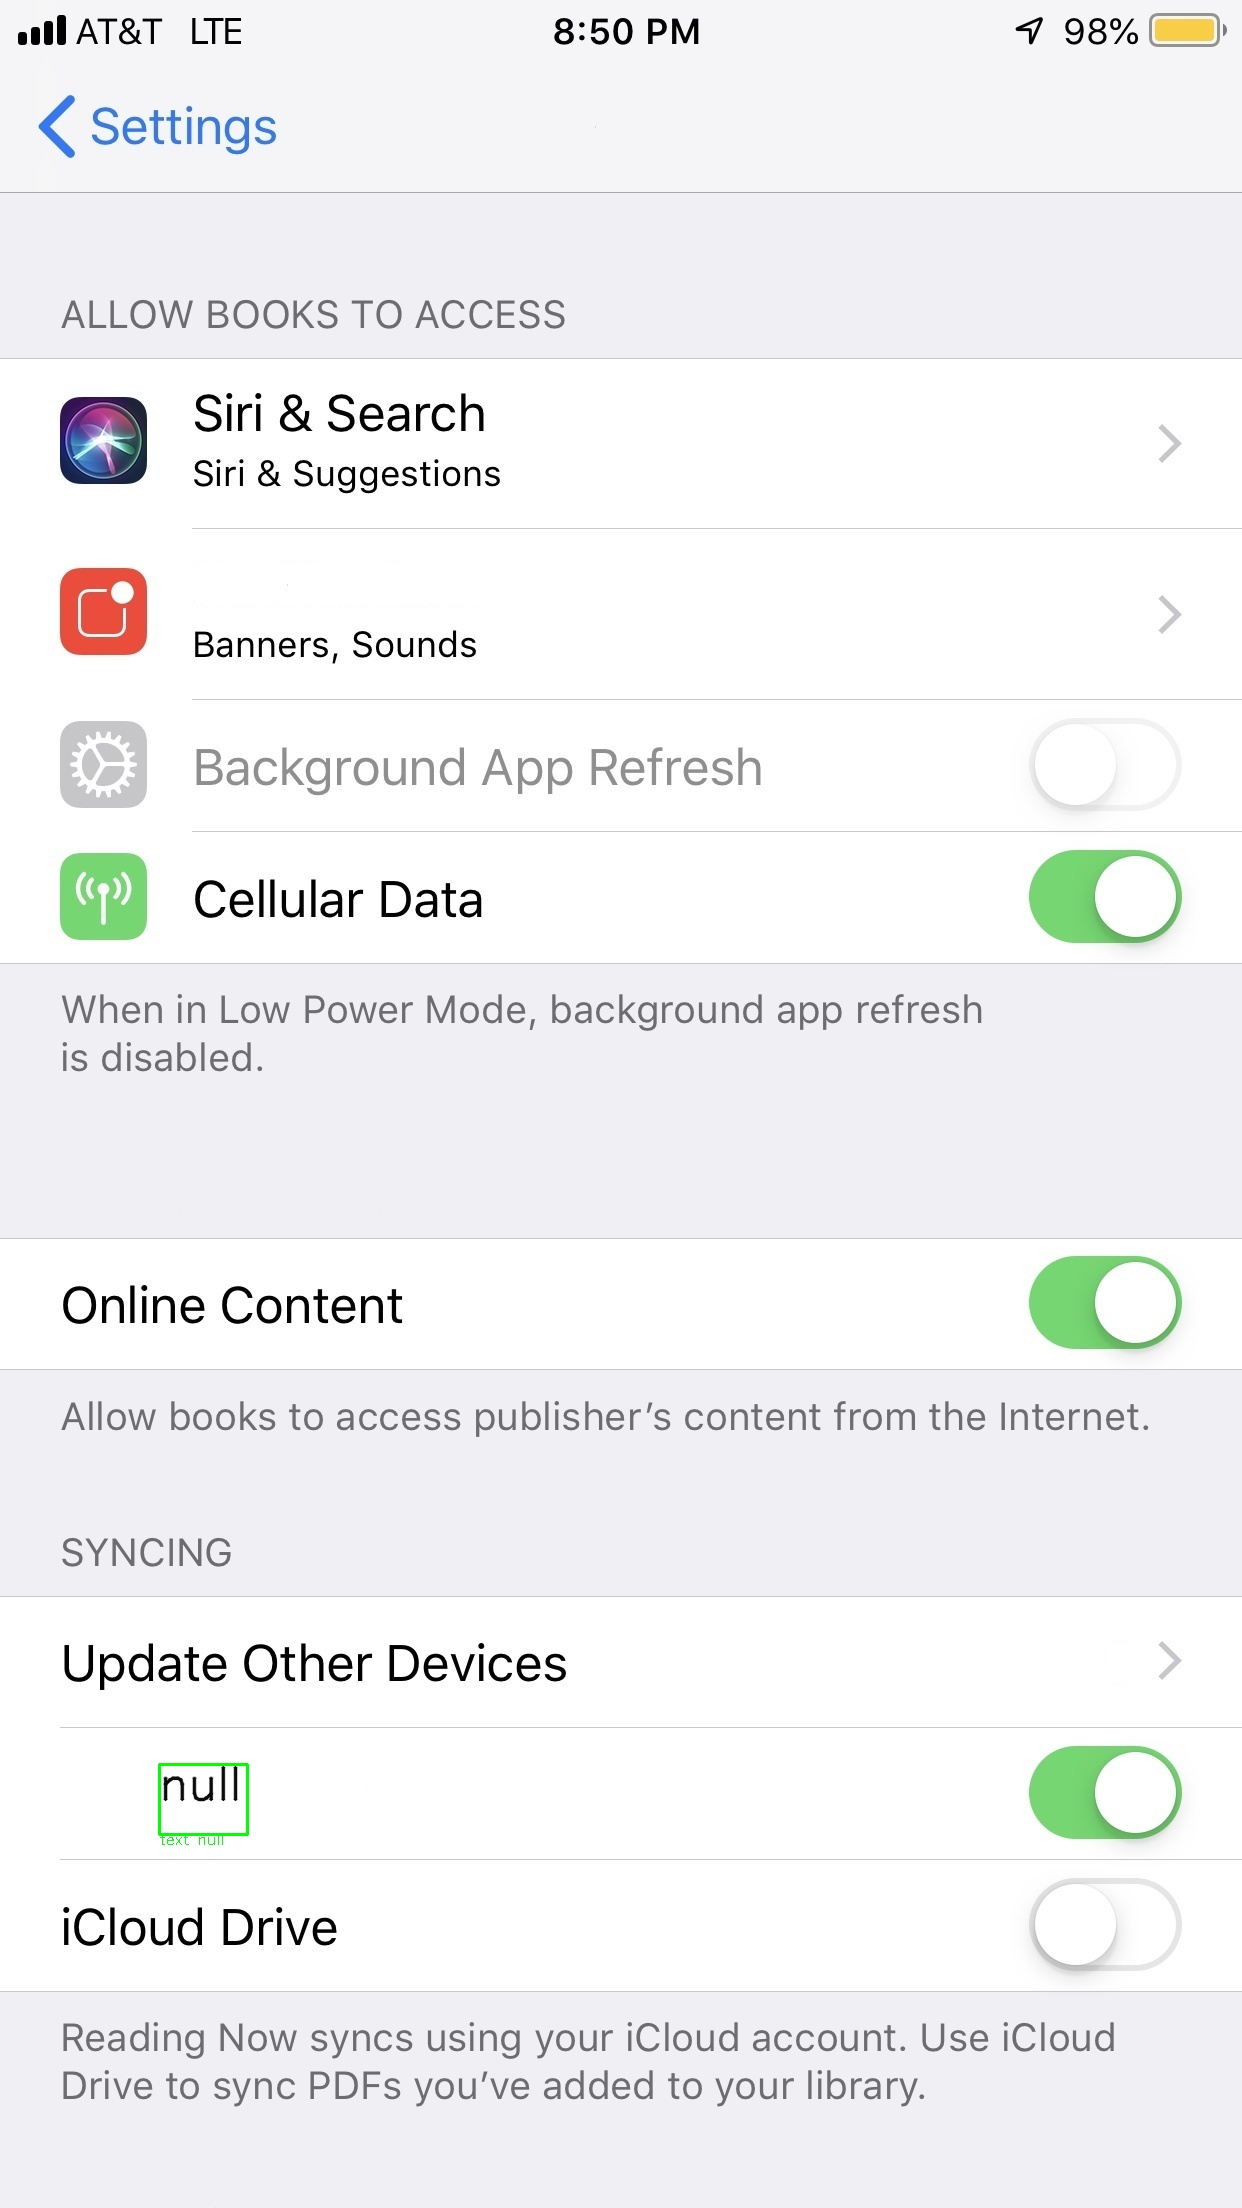 AT&T LTE 8:50 PM 98%
Settings
ALLOW BOOKS TO ACCESS
Siri & Search
Siri & Suggestions
Banners, Sounds
Background App Refresh
Cellular Data
When in Low Power Mode, background app refresh
is disabled.
Online Content
Allow books to access publisher’s content from the Internet.
SYNCING
Update Other Devices
null
text null
iCloud Drive
Reading Now syncs using your iCloud account. Use iCloud
Drive to sync PDFs you’ve added to your library.